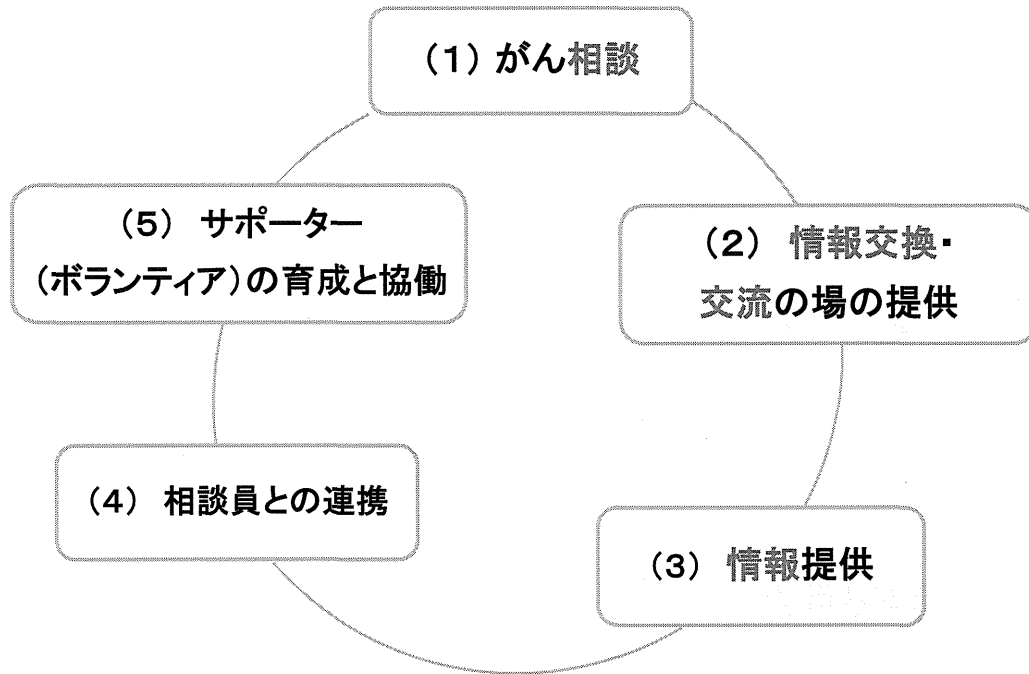 (1) がん相談
(2) 情報交換・
交流の場の提供
(3) 情報提供
(4) 相談員との連携
(5) サポーター
(ボランティア)の育成と協働